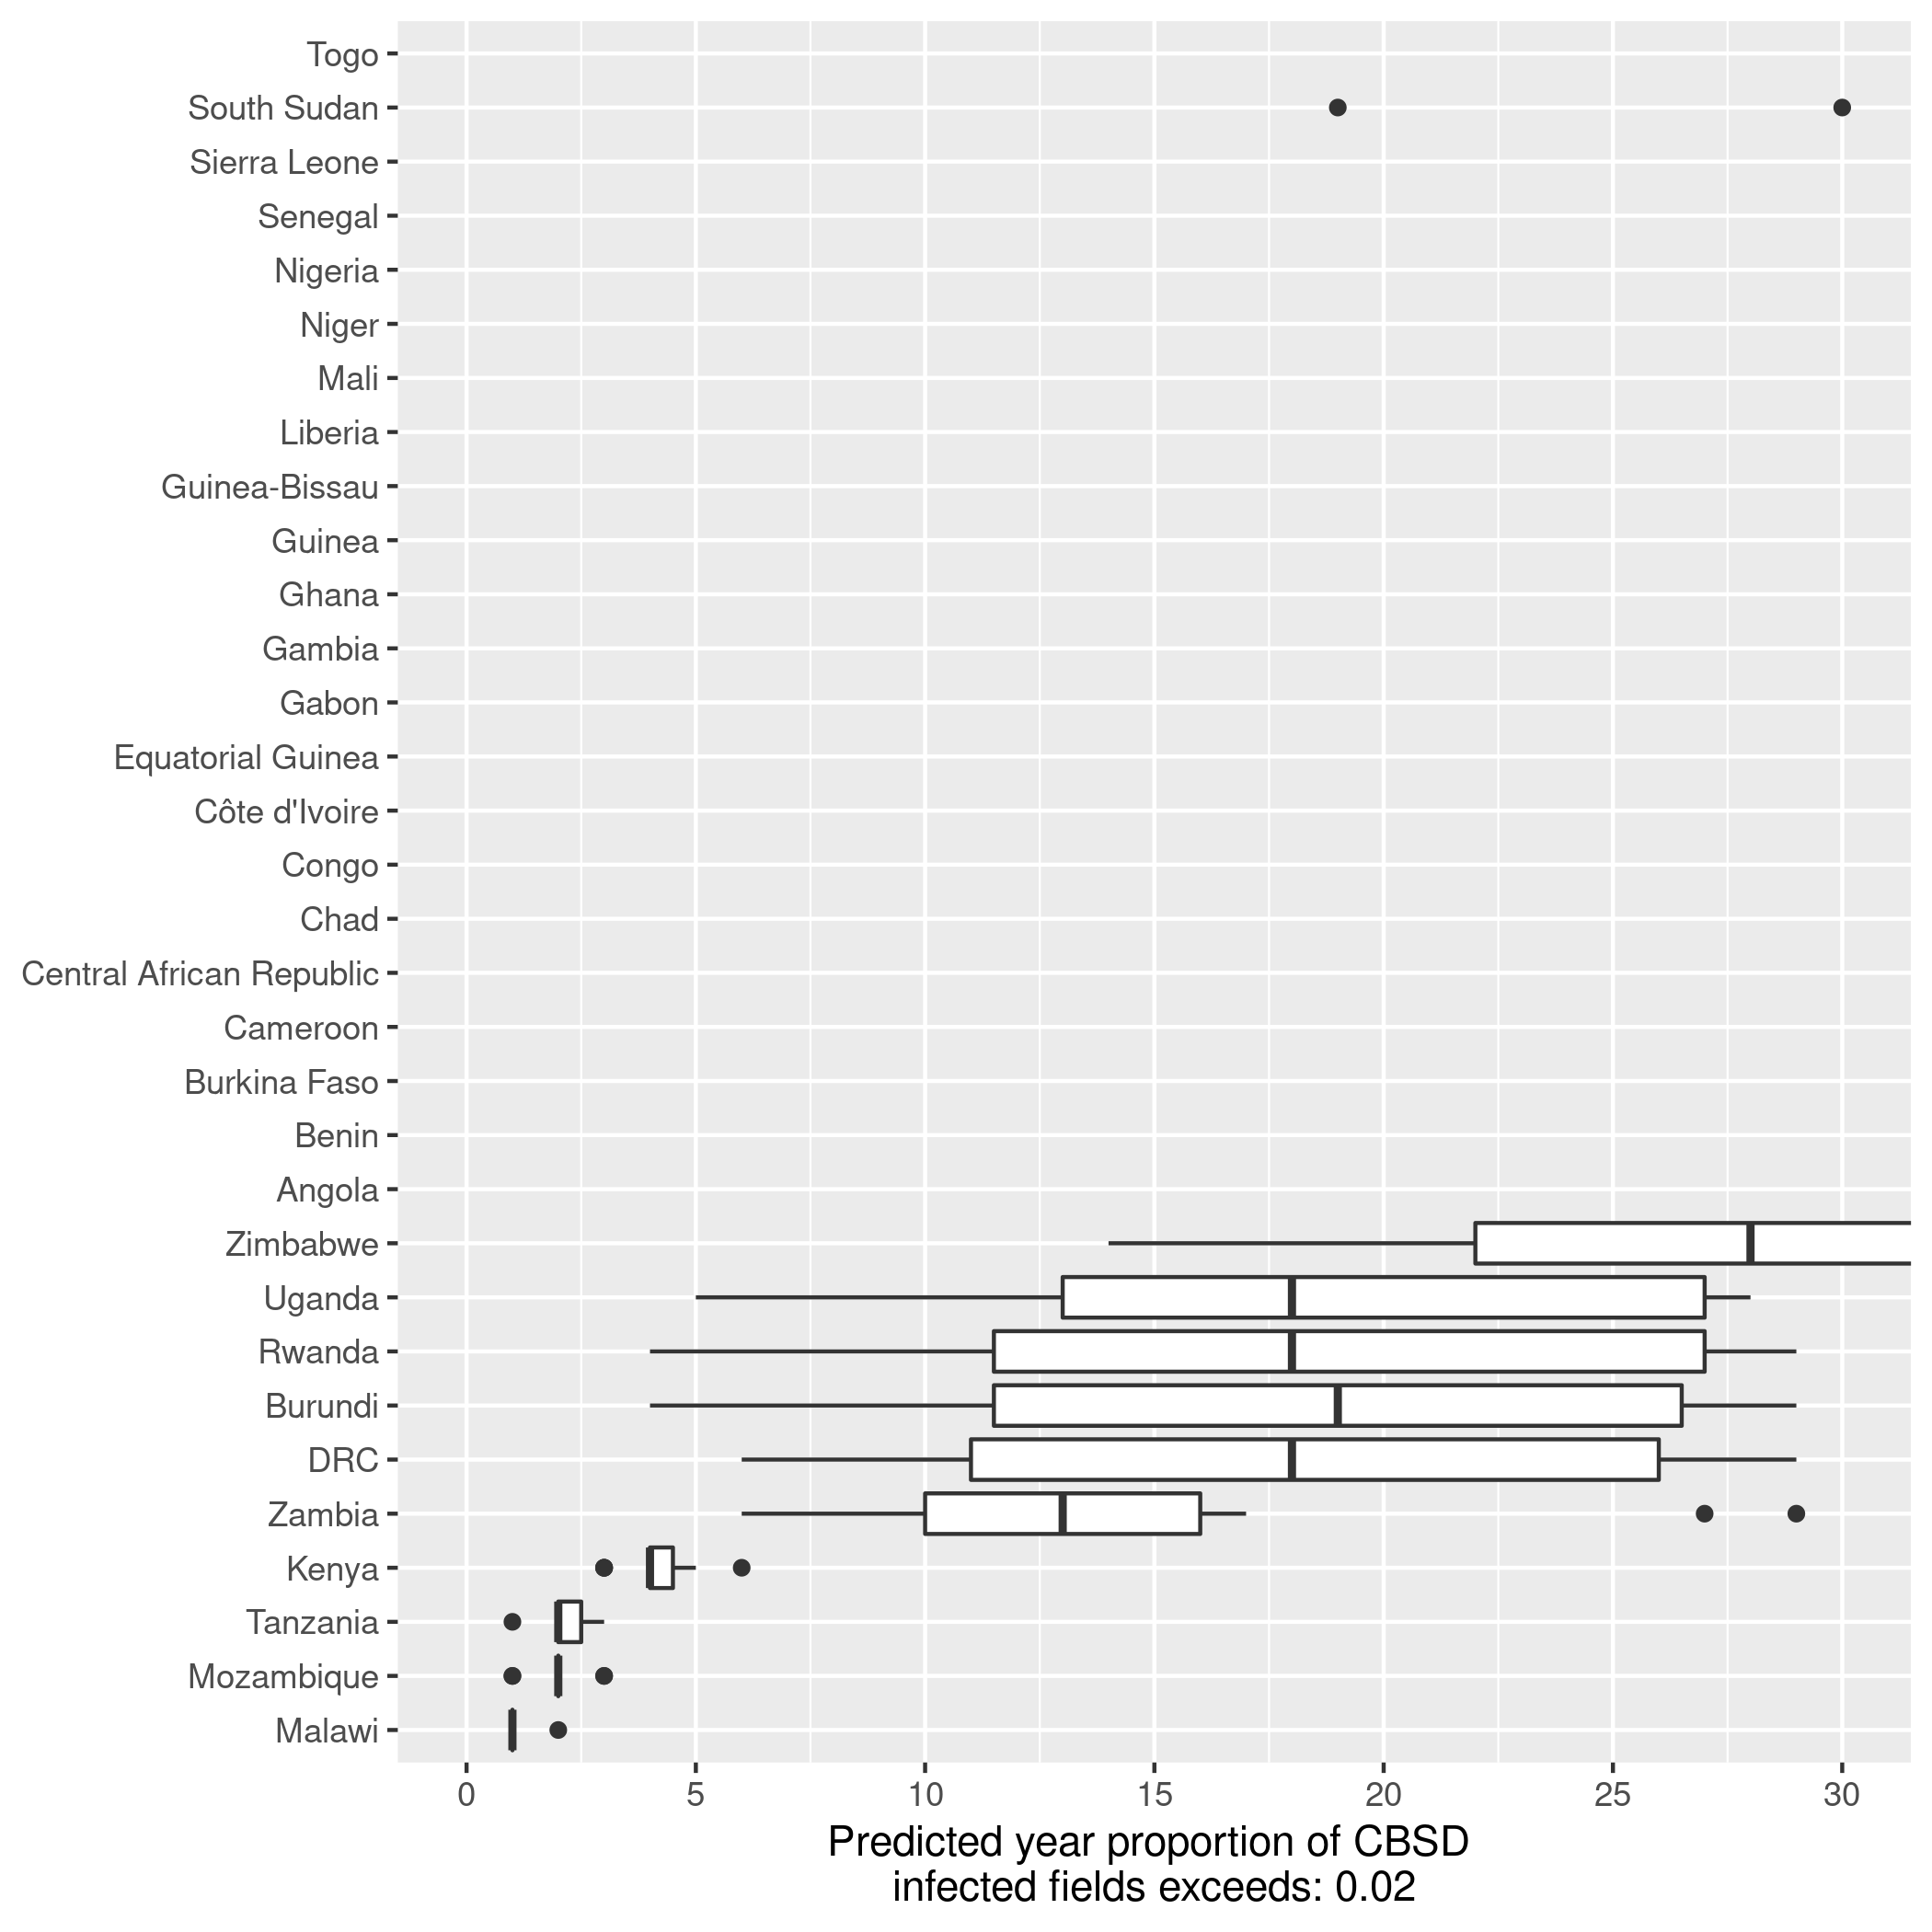 Togo
South Sudan
Sierra Leone
Senegal
Nigeria
Niger
Mali
Liberia
Guinea-Bissau
Guinea
Ghana
Gambia
Gabon
Equatorial Guinea
Côte d'Ivoire
Congo
Chad
Central African Republic
Cameroon
Burkina Faso
Benin
Angola
Zimbabwe
Uganda
Rwanda
Burundi
DRC
Zambia
Kenya
Tanzania
Mozambique
Malawi
0 5 10 15 20 25 30
Predicted year proportion of CBSD
infected fields exceeds: 0.02